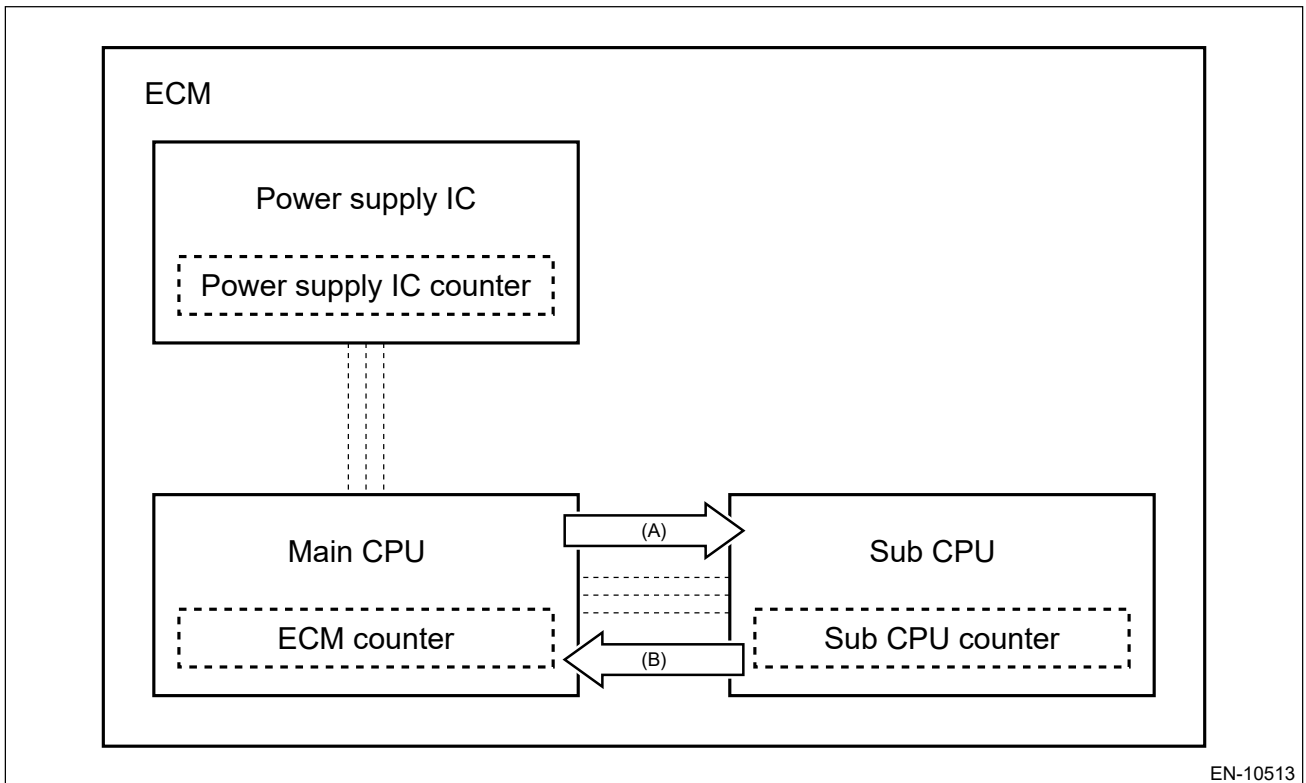 ECM
Power supply IC
Power supply IC counter
Main CPU
ECM counter
(A)
(B)
Sub CPU
Sub CPU counter
EN-10513